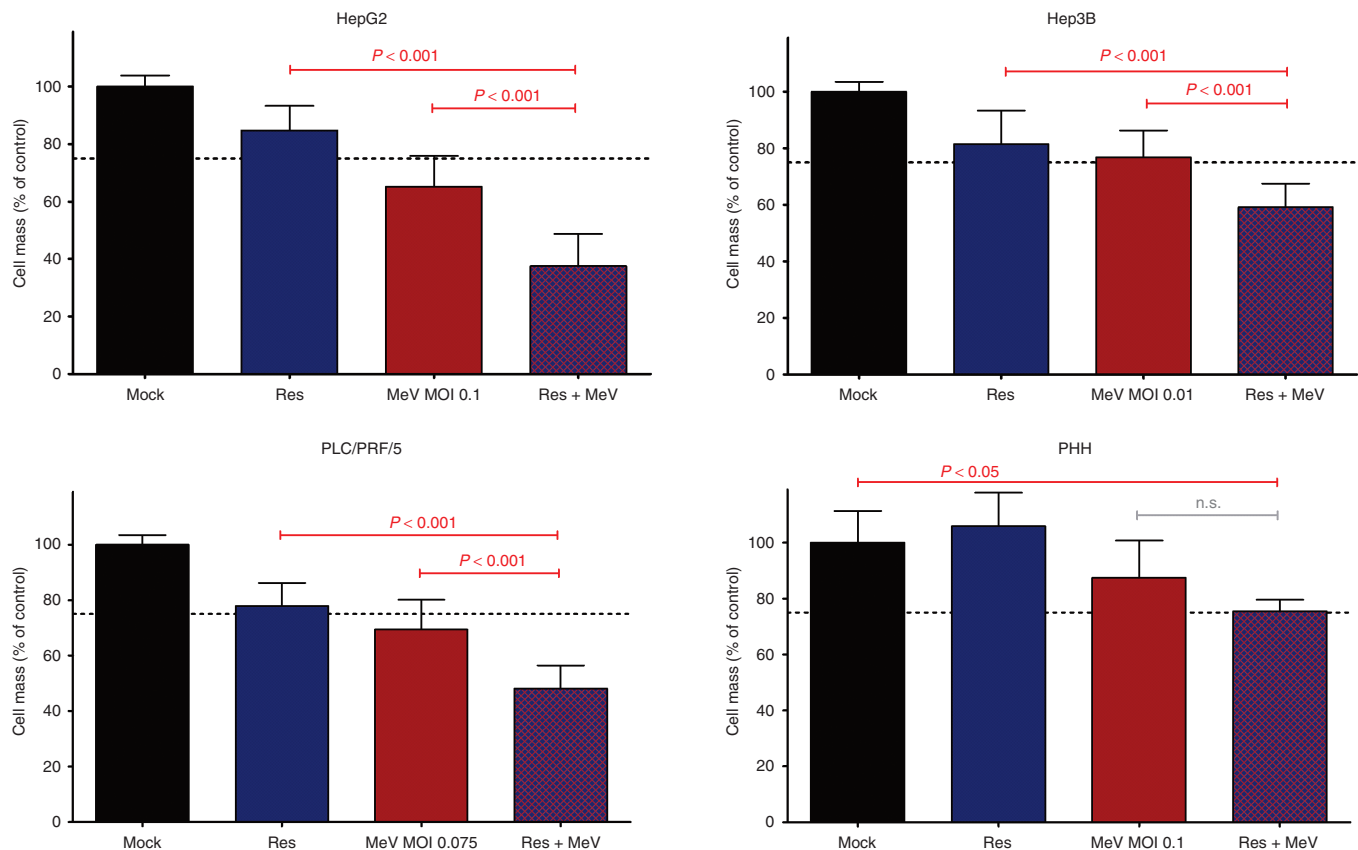 HepG2
Cell mass (% of control)
100
80
60
40
20
0
P < 0.001
P < 0.001
Mock
Res
MeV MOI 0.1
Res + MeV
Hep3B
Cell mass (% of control)
100
80
60
40
20
0
P < 0.001
P < 0.001
Mock
Res
MeV MOI 0.01
Res + MeV
PLC/PRF/5
Cell mass (% of control)
100
80
60
40
20
0
P < 0.001
P < 0.001
Mock
Res
MeV MOI 0.075
Res + MeV
PHH
Cell mass (% of control)
100
80
60
40
20
0
P < 0.05
n.s.
Mock
Res
MeV MOI 0.1
Res + MeV